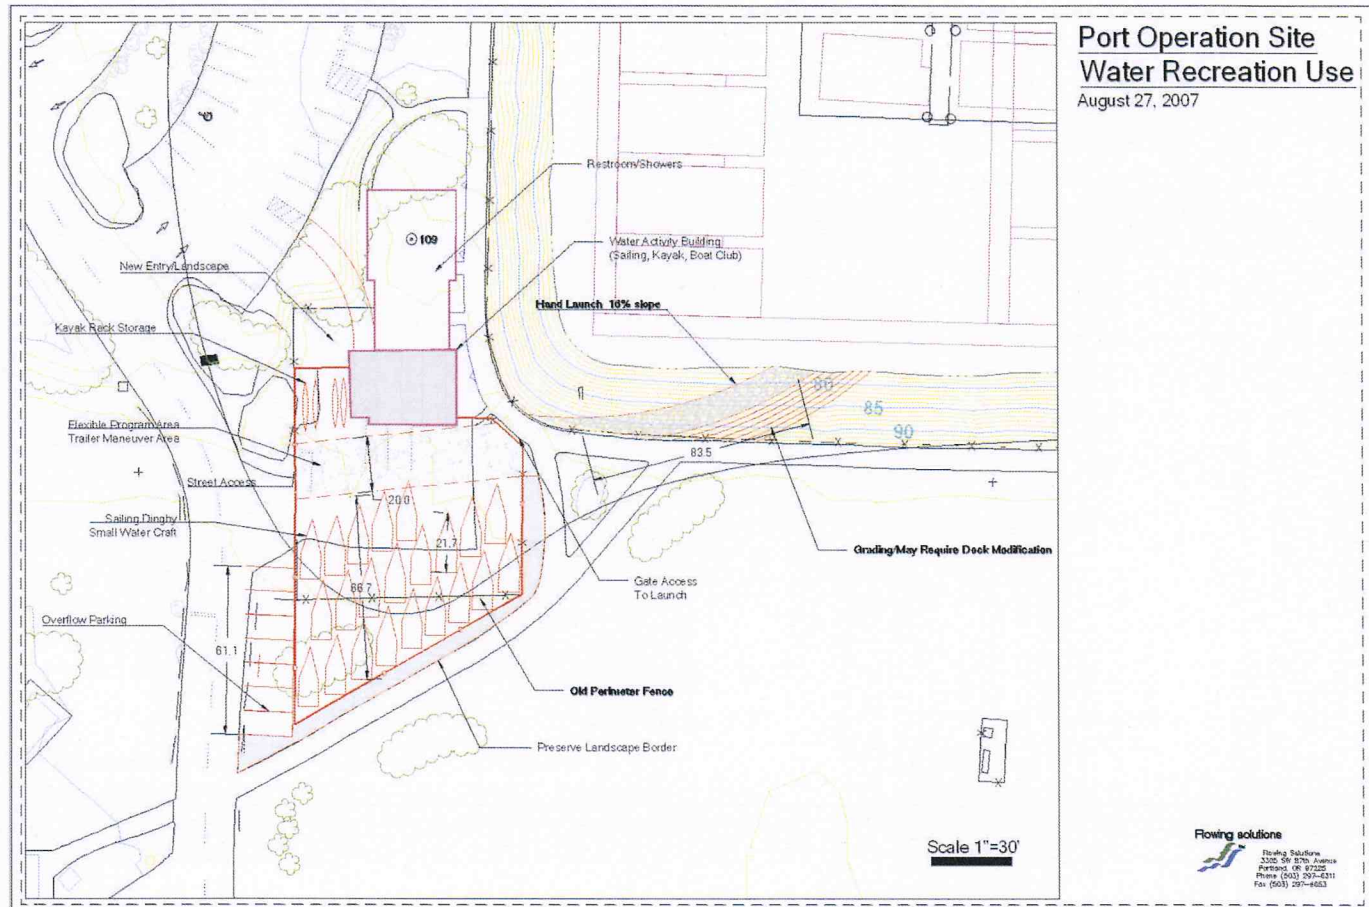 Port Operation Site
Water Recreation Use
August 27, 2007
Restroom/Showers
109
Water Activity Building
(Sailing, Kayak, Boat Club)
New Entry/Landscape
Hand Launch 16% slope
Kayak Rack Storage
80
85
90
Flexible Program Area
Trailer Maneuver Area
83.5
Street Access
20.0
Sailing Dinghy
Small Water Craft
21.7
Grading/May Require Dock Modification
66.7
Gate Access
To Launch
Overflow Parking
61.1
Old Perimeter Fence
Preserve Landscape Border
Scale 1"=30'
Flowing solutions
Flowing Solutions
Portland, OR 97225